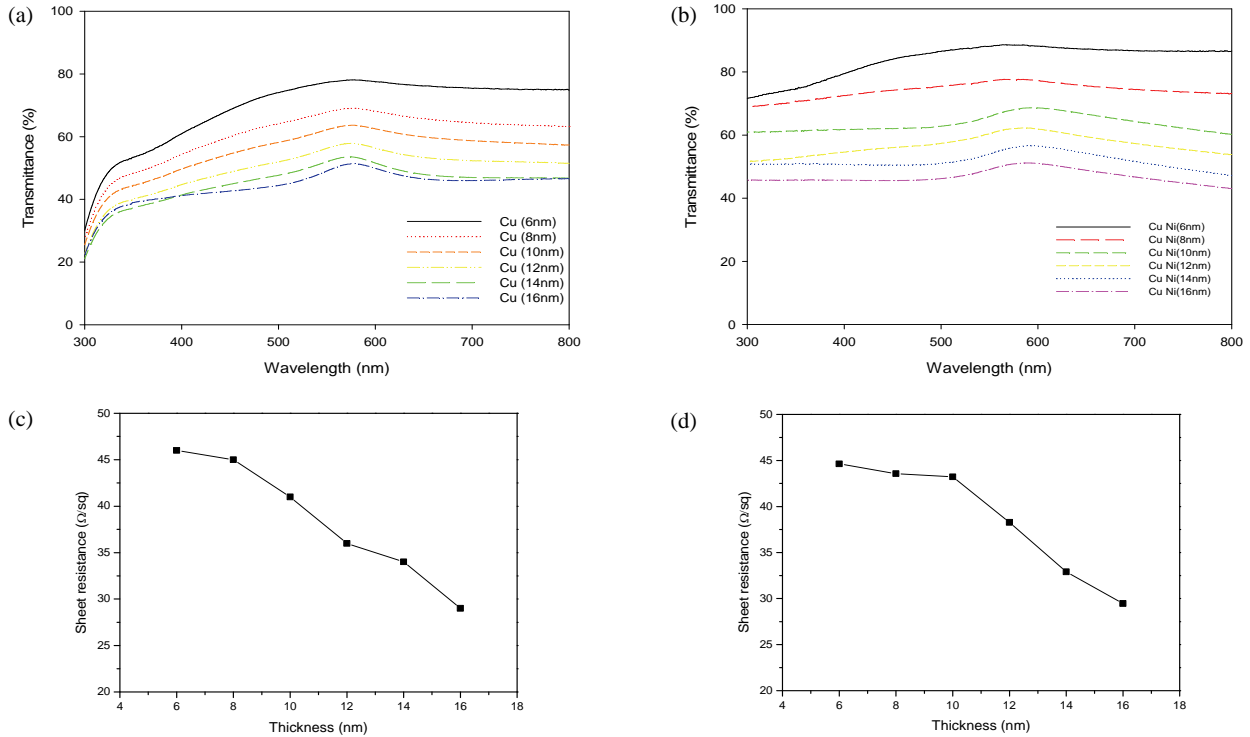 (a)
100
80
60
40
20
0
Transmittance (%)
Cu (6nm)
Cu (8nm)
Cu (10nm)
Cu (12nm)
Cu (14nm)
Cu (16nm)
300 400 500 600 700 800
Wavelength (nm)
(b)
100
80
60
40
20
0
Transmittance (%)
Cu Ni(6nm)
Cu Ni(8nm)
Cu Ni(10nm)
Cu Ni(12nm)
Cu Ni(14nm)
Cu Ni(16nm)
300 400 500 600 700 800
Wavelength (nm)
(c)
50
45
40
35
30
25
20
Sheet resistance (Ω/sq)
4 6 8 10 12 14 16 18
Thickness (nm)
(d)
50
45
40
35
30
25
20
Sheet resistance (Ω/sq)
4 6 8 10 12 14 16 18
Thickness (nm)